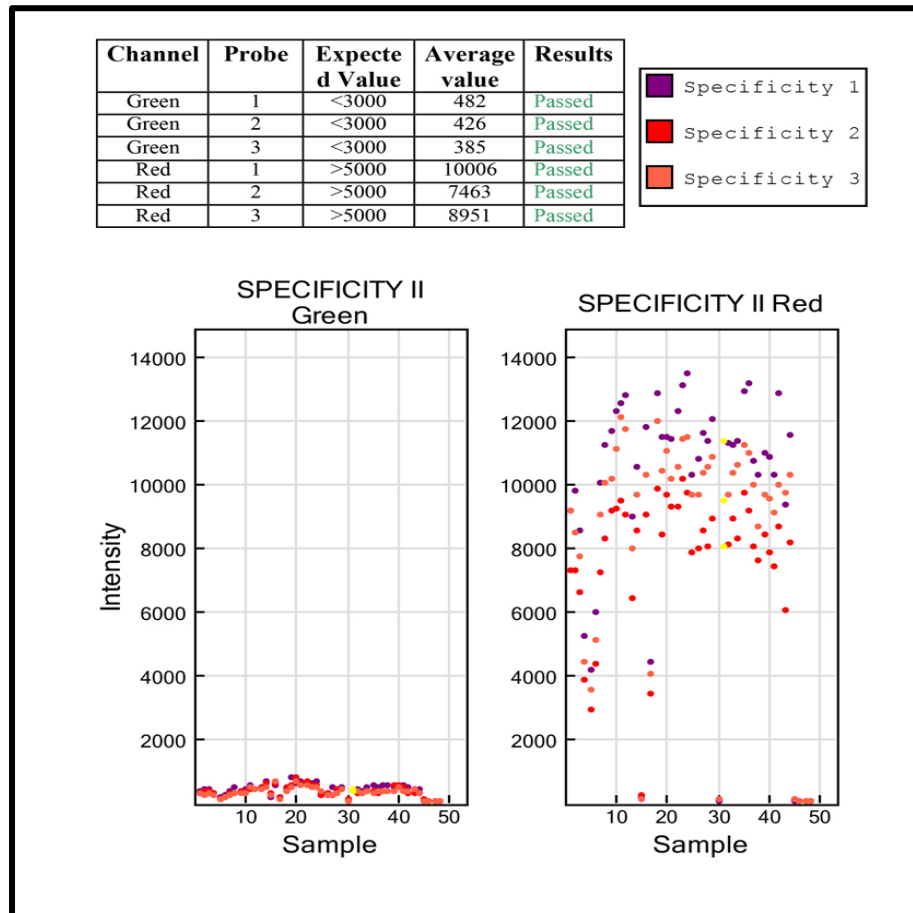 Channel Probe Expecte Average Results
d Value value
Green 1 <3000 482 Passed
Green 2 <3000 426 Passed
Green 3 <3000 385 Passed
Red 1 >5000 10006 Passed
Red 2 >5000 7463 Passed
Red 3 >5000 8951 Passed
Specificity 1
Specificity 2
Specificity 3
SPECIFICITY II
Green
Intensity
14000
12000
10000
8000
6000
4000
2000
10 20 30 40 50
Sample
SPECIFICITY II Red
14000
12000
10000
8000
6000
4000
2000
10 20 30 40 50
Sample